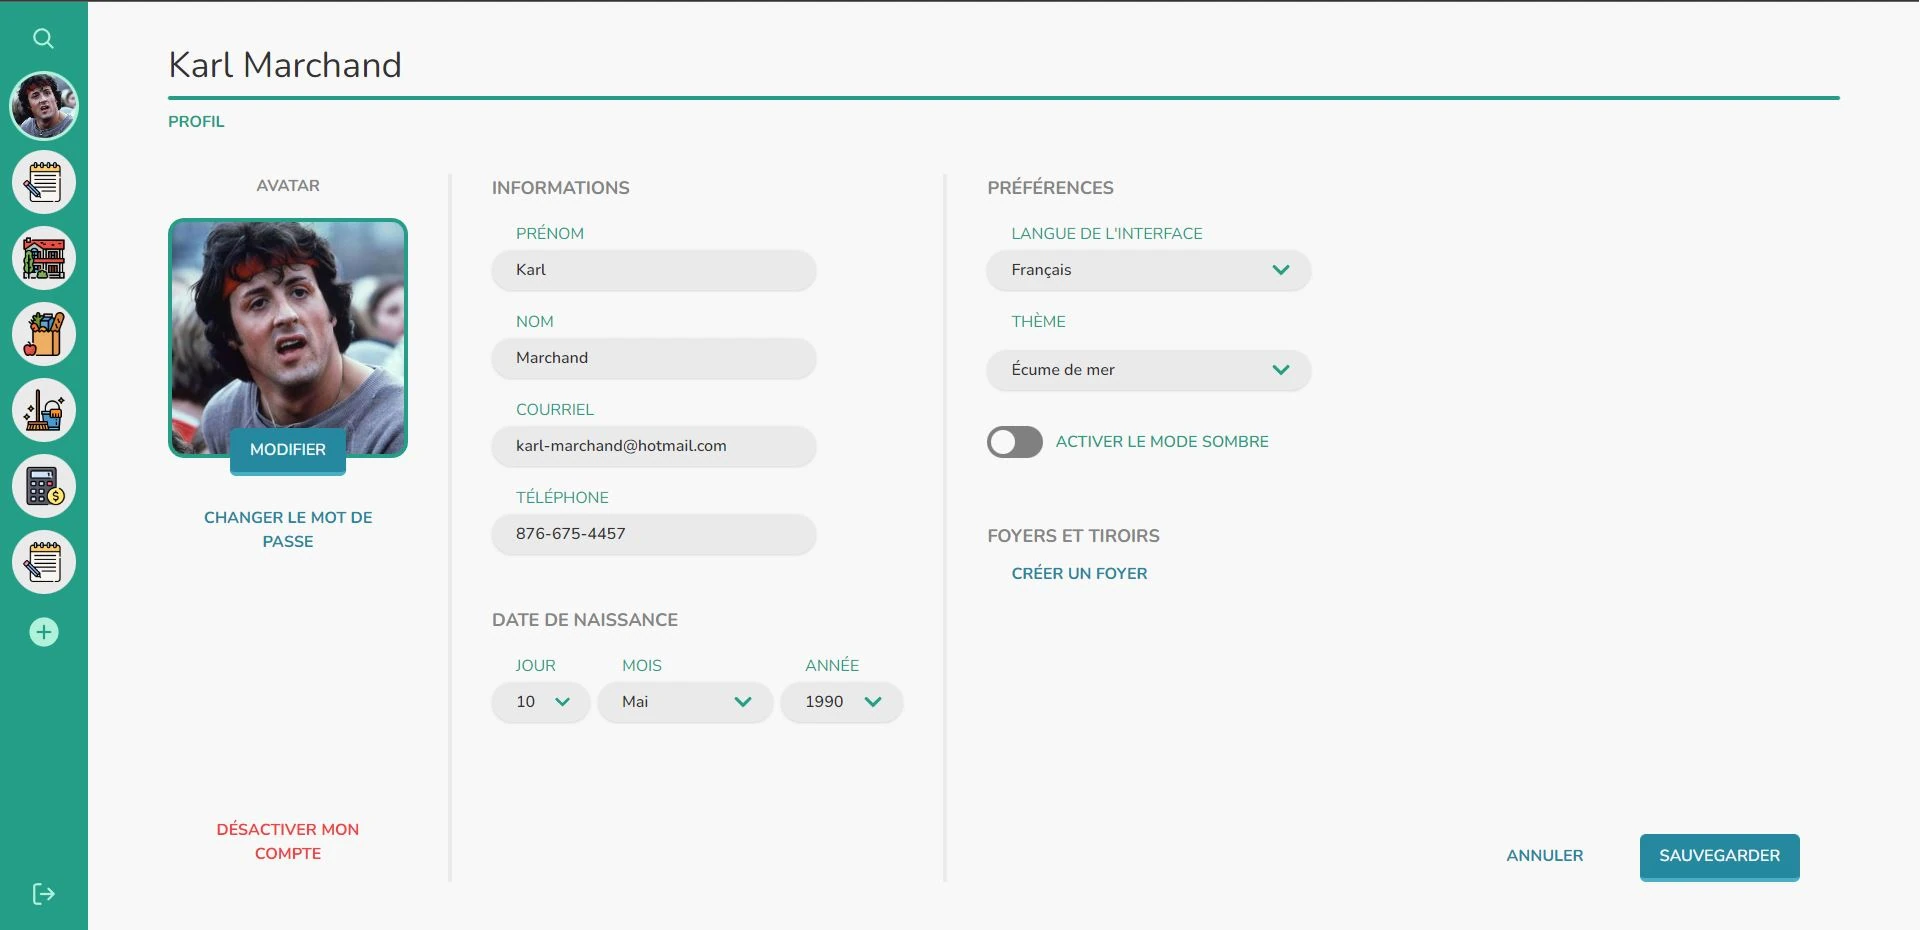 Karl Marchand
PROFIL
AVATAR
MODIFIER
CHANGER LE MOT DE
PASSE
DÉSACTIVER MON
COMPTE
INFORMATIONS
PRÉNOM
Karl
NOM
Marchand
COURRIEL
karl-marchand@hotmail.com
TÉLÉPHONE
876-675-4457
DATE DE NAISSANCE
JOUR MOIS ANNÉE
10 Mai 1990
PRÉFÉRENCES
LANGUE DE L'INTERFACE
Français
THÈME
Écume de mer
ACTIVER LE MODE SOMBRE
FOYERS ET TIROIRS
CRÉER UN FOYER
ANNULER SAUVEGARDER